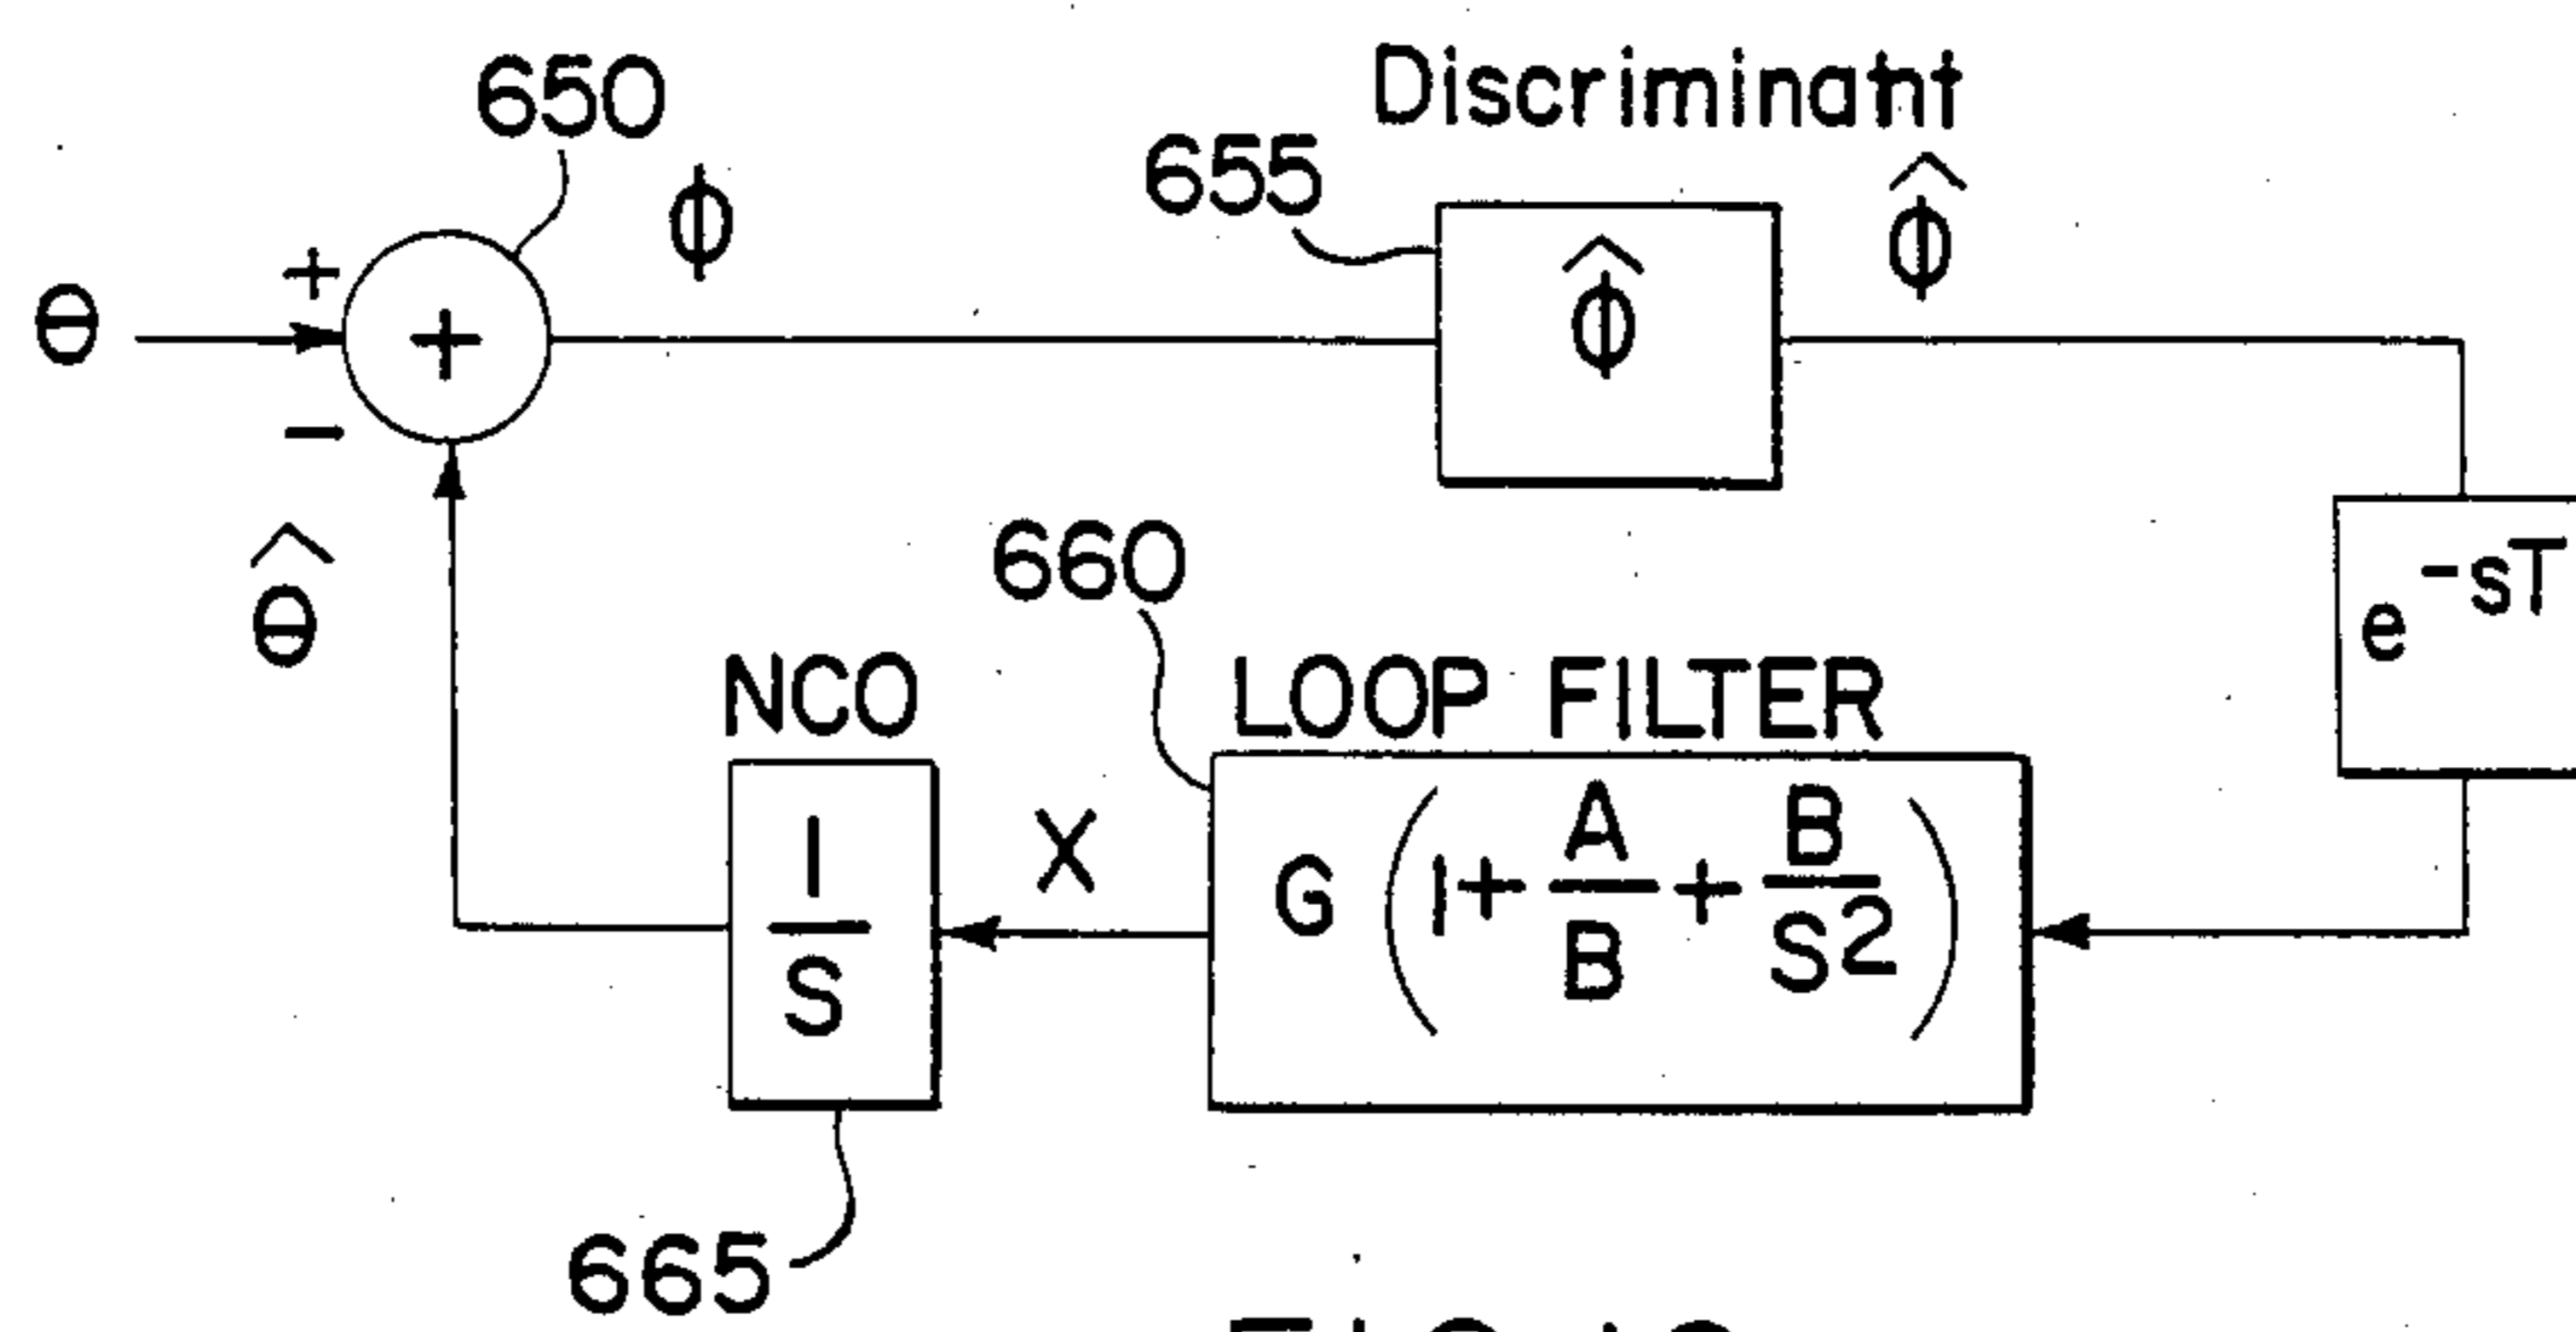 650
Discriminant
655
ϕ
ϕ̂
+
θ
+
ϕ̂
−
e^-sT
660
θ̂
NCO
LOOP FILTER
1/S
X
G (1+ A/B + B/S²)
665